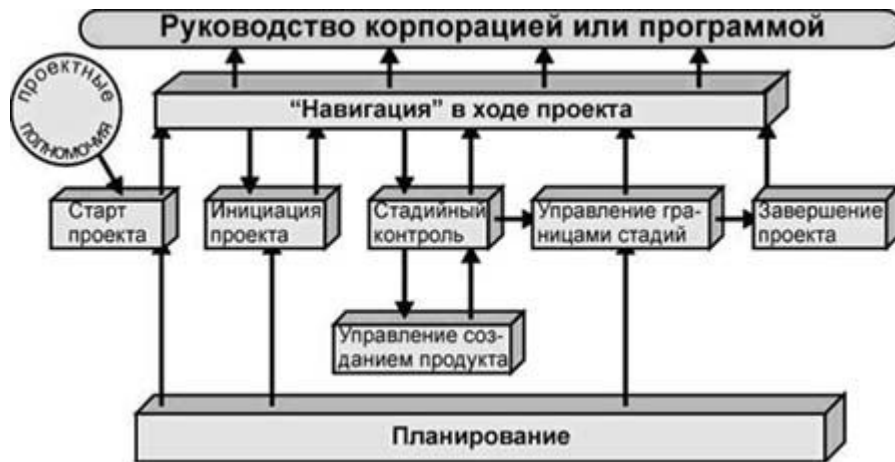 Руководство корпорацией или программой
проектные
полномочия
“Навигация” в ходе проекта
Старт
проекта
Инициация
проекта
Стадийный
контроль
Управление гра-
ницами стадий
Завершение
проекта
Управление соз-
данием продукта
Планирование